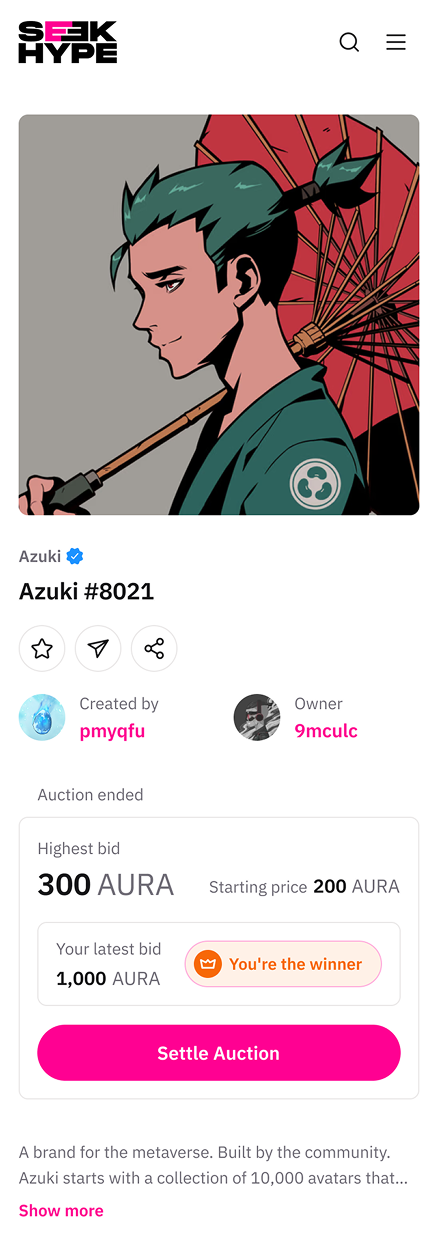 SEEK
HYPE
Azuki
Azuki #8021
Created by
pmyqfu
Owner
9mculc
Auction ended
Highest bid
300 AURA
Starting price 200 AURA
Your latest bid
1,000 AURA
You're the winner
Settle Auction
A brand for the metaverse. Built by the community.
Azuki starts with a collection of 10,000 avatars that...
Show more